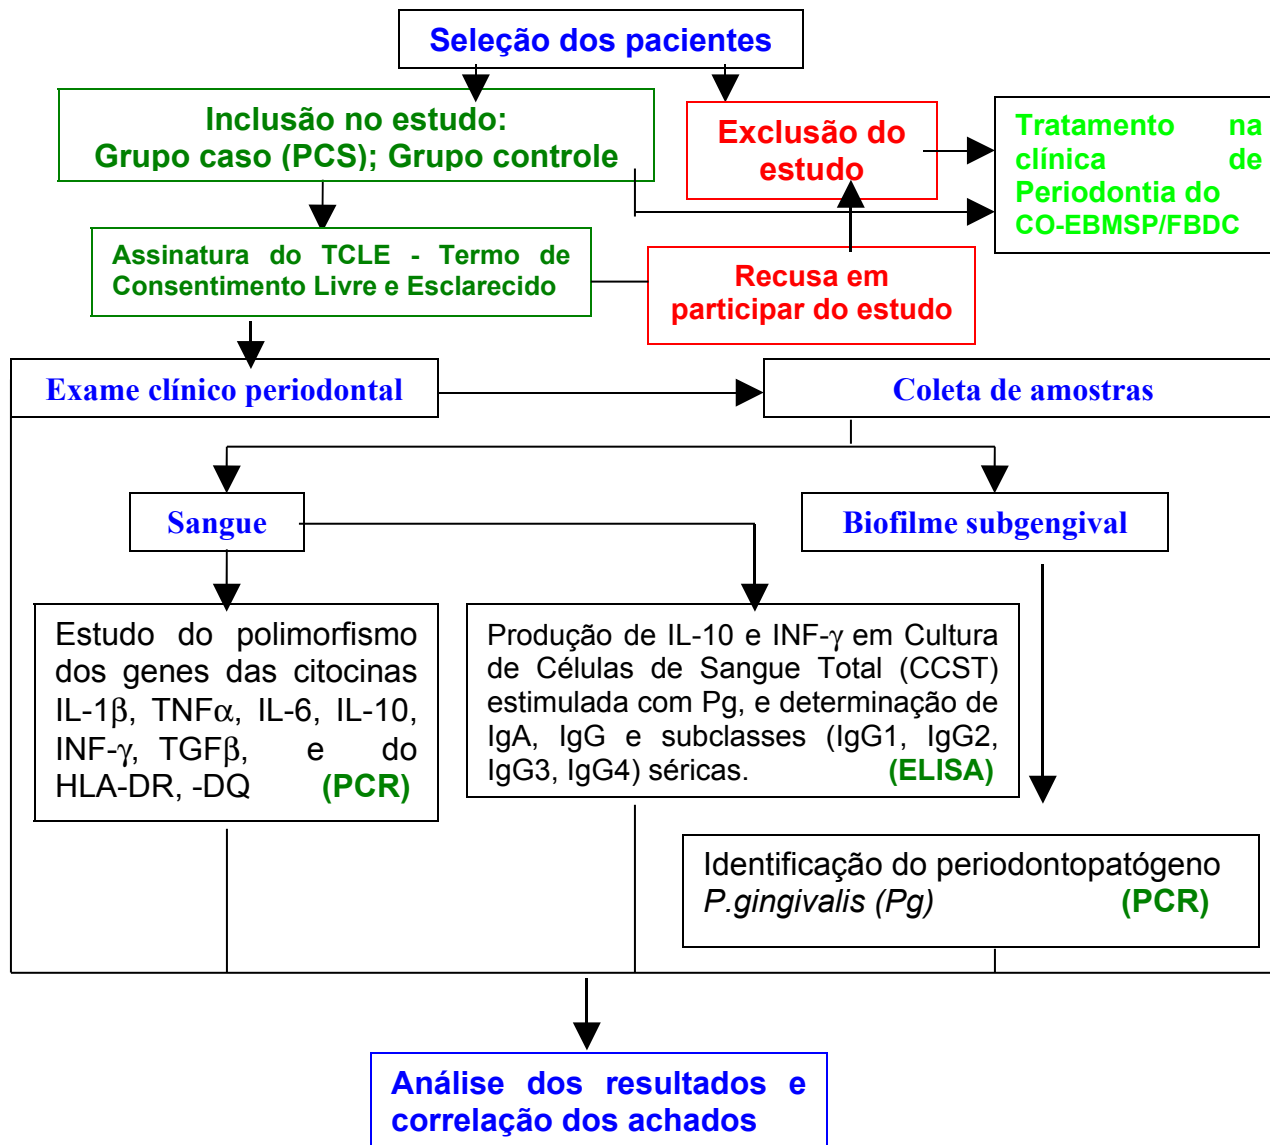 Seleção dos pacientes
Inclusão no estudo:
Grupo caso (PCS); Grupo controle
Exclusão do
estudo
Tratamento na
clínica de
Periodontia do
CO-EBMSP/FBDC
Assinatura do TCLE - Termo de
Consentimento Livre e Esclarecido
Recusa em
participar do estudo
Exame clínico periodontal
Coleta de amostras
Sangue
Biofilme subgengival
Estudo do polimorfismo
dos genes das citocinas
IL-1β, TNFα, IL-6, IL-10,
INF-γ, TGFβ, e do
HLA-DR, -DQ (PCR)
Produção de IL-10 e INF-γ em Cultura
de Células de Sangue Total (CCST)
estimulada com Pg, e determinação de
IgA, IgG e subclasses (IgG1, IgG2,
IgG3, IgG4) séricas. (ELISA)
Identificação do periodontopatógeno
P.gingivalis (Pg) (PCR)
Análise dos resultados e
correlação dos achados